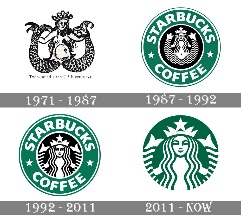 STARBUCKS
COFFEE
1971 - 1987
1987 - 1992
STARBUCKS
COFFEE
1992 - 2011
2011 - NOW